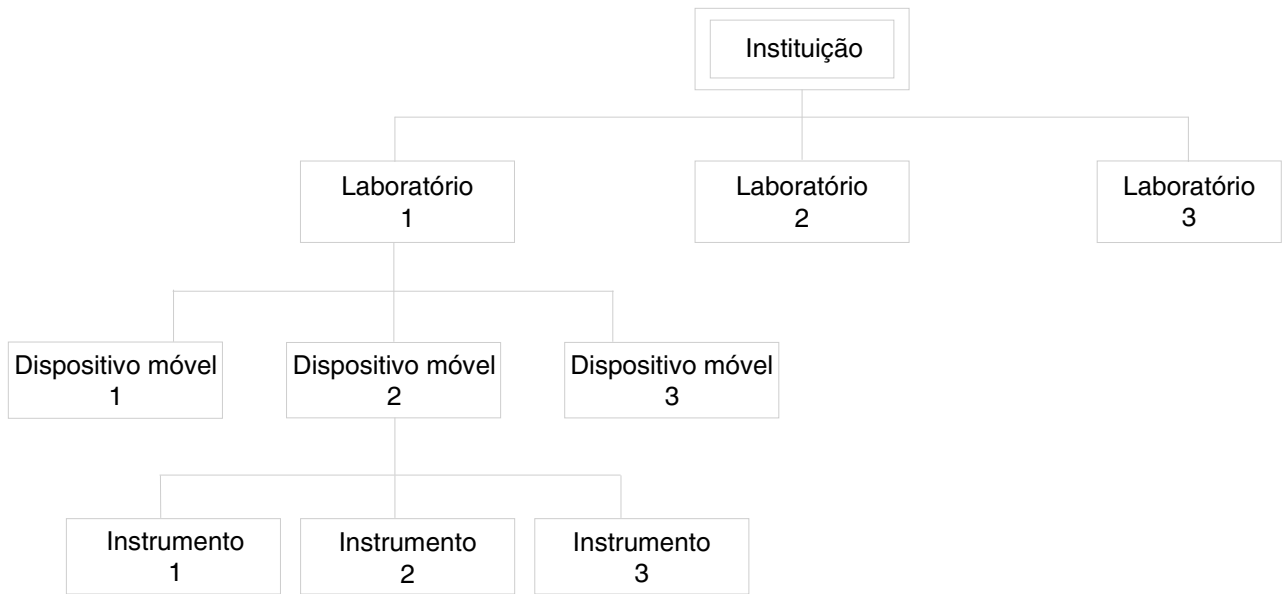 Instituição
Laboratório
1
Laboratório
2
Laboratório
3
Dispositivo móvel
1
Dispositivo móvel
2
Dispositivo móvel
3
Instrumento
1
Instrumento
2
Instrumento
3